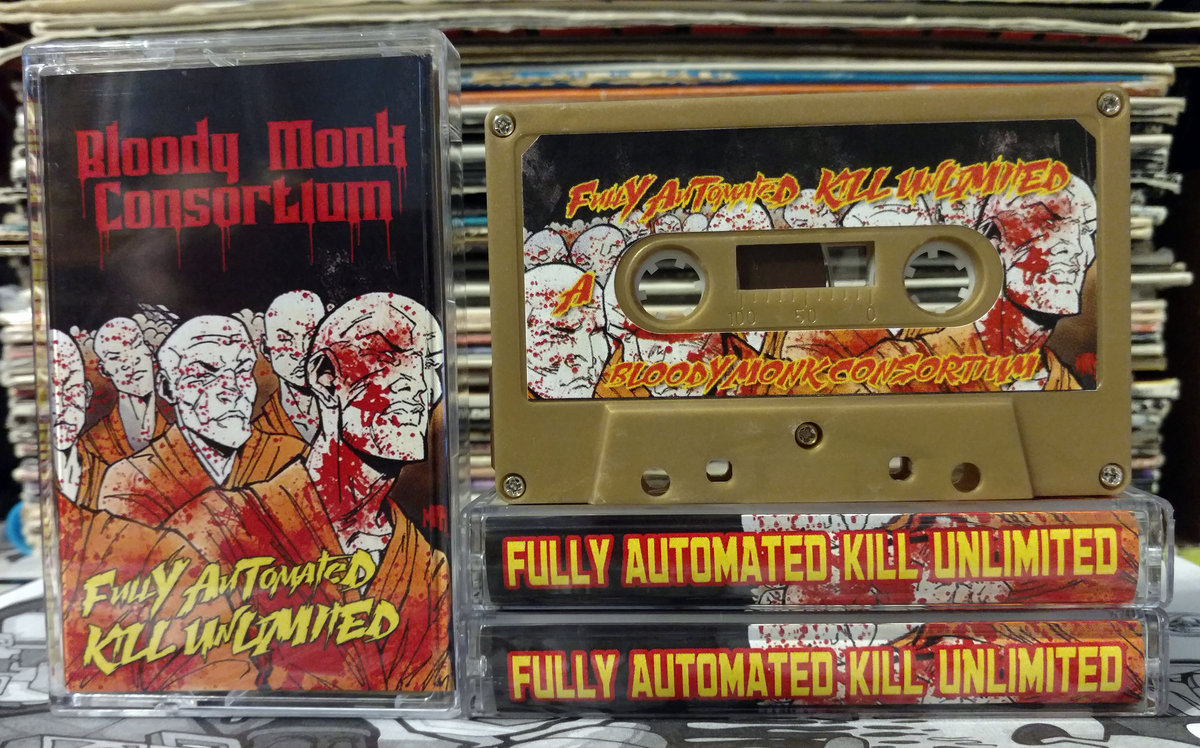 Bloody Monk
Consortium
Fully Automated
Kill Unlimited
Fully Automated Kill Unlimited
A
100 50 0
Bloody Monk Consortium
FULLY AUTOMATED KILL UNLIMITED
FULLY AUTOMATED KILL UNLIMITED